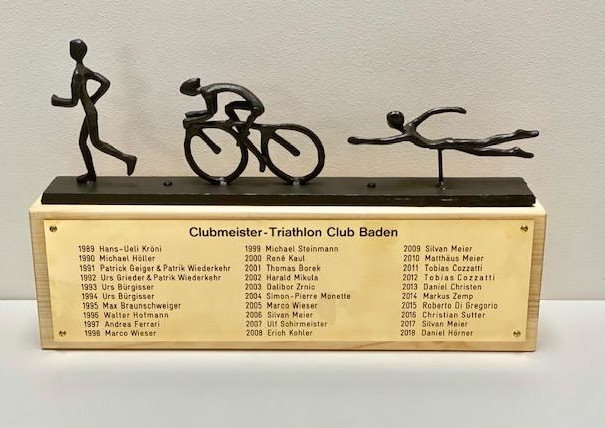 Clubmeister-Triathlon Club Baden
1989 Hans-Ueli Kröni
1990 Michael Höller
1991 Patrick Geiger & Patrik Wiederkehr
1992 Urs Grieder & Patrik Wiederkehr
1993 Urs Bürgisser
1994 Urs Bürgisser
1995 Max Braunschweiger
1996 Walter Hofmann
1997 Andrea Ferrari
1998 Marco Wieser
1999 Michael Steinmann
2000 René Kaul
2001 Thomas Borek
2002 Harald Mikula
2003 Dalibor Zrnic
2004 Simon-Pierre Monette
2005 Marco Wieser
2006 Silvan Meier
2007 Ulf Schirmeister
2008 Erich Kohler
2009 Silvan Meier
2010 Matthäus Meier
2011 Tobias Cozzatti
2012 Tobias Cozzatti
2013 Daniel Christen
2014 Markus Zemp
2015 Roberto Di Gregorio
2016 Christian Sutter
2017 Silvan Meier
2018 Daniel Hörner